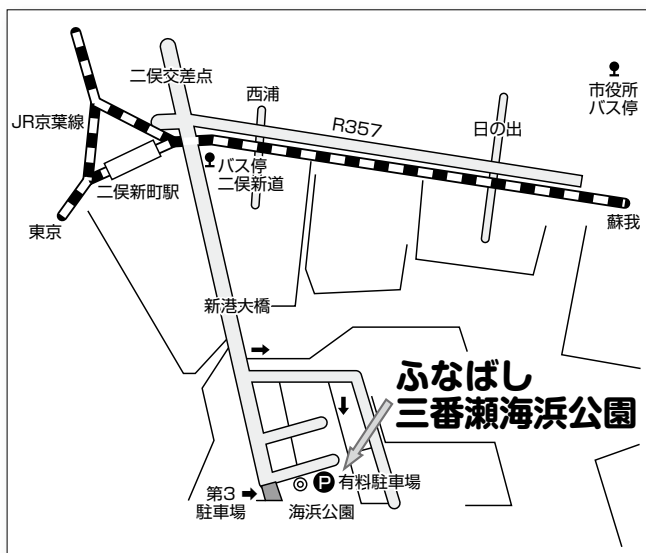 二俣交差点
市役所
バス停
西浦
JR京葉線
R357
日の出
バス停
二俣新道
二俣新町駅
東京
蘇我
新港大橋
ふなばし
三番瀬海浜公園
P 有料駐車場
第3
駐車場
海浜公園